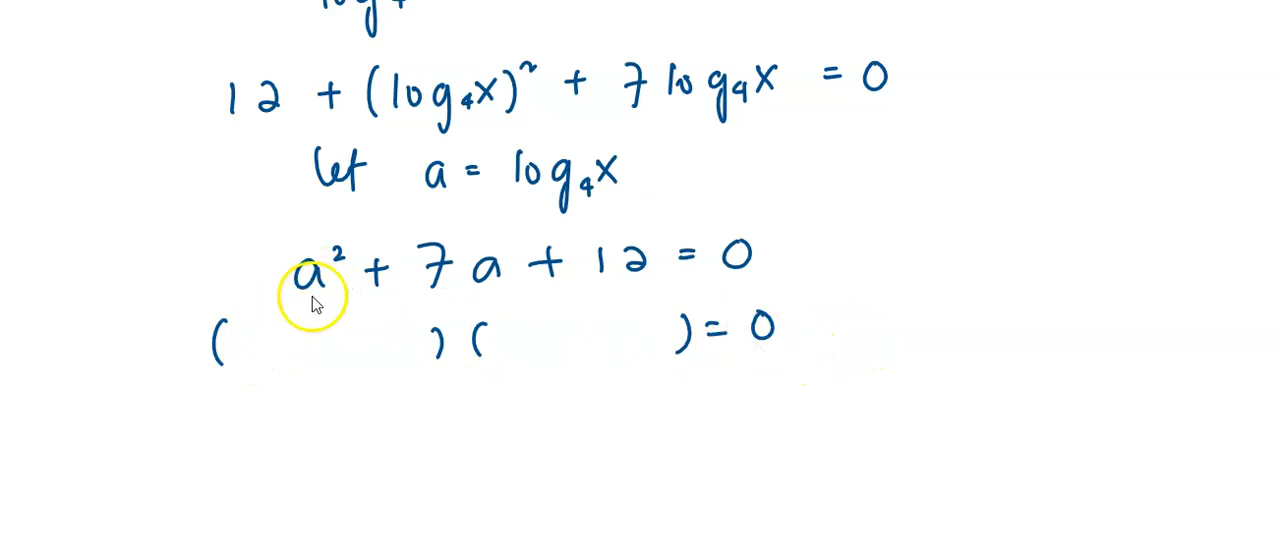 12 + (log₄x)² + 7 log₄x = 0
let a = log₄x
a² + 7a + 12 = 0
( ) ( ) = 0